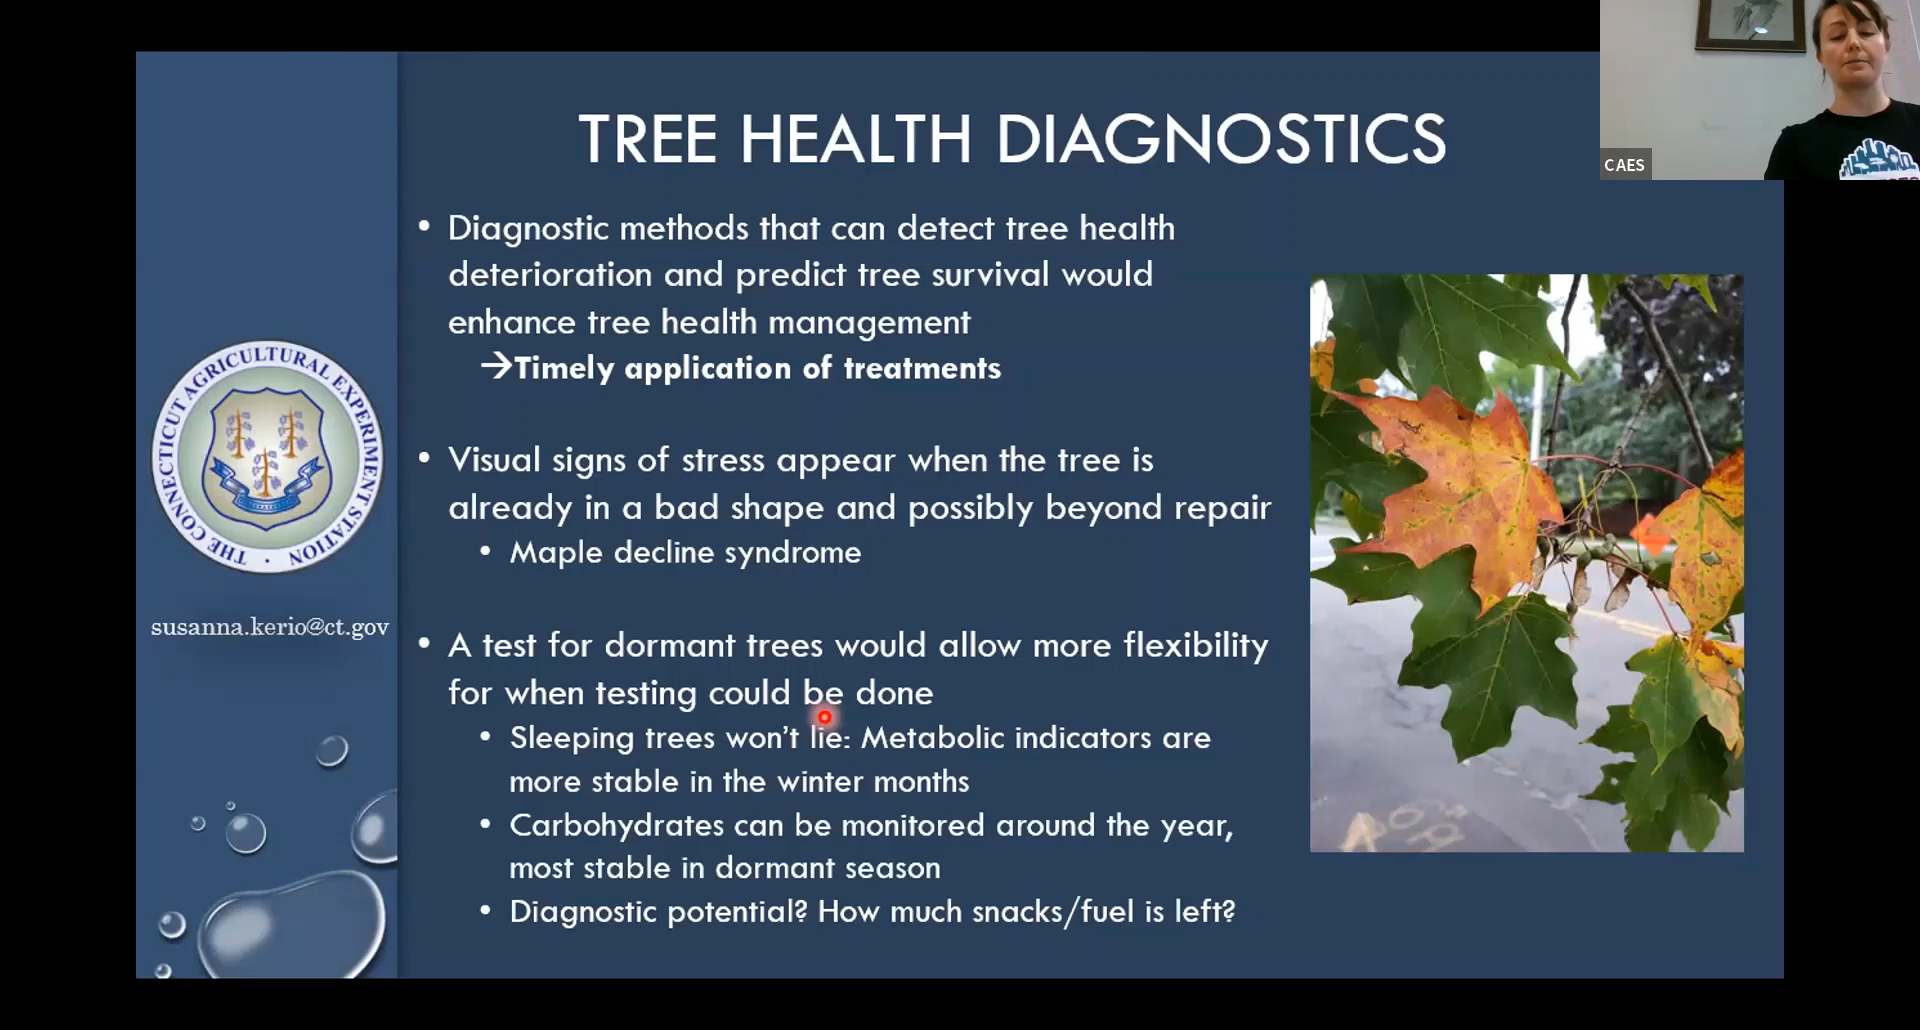 TREE HEALTH DIAGNOSTICS
CAES
• Diagnostic methods that can detect tree health
deterioration and predict tree survival would
enhance tree health management
→Timely application of treatments
• Visual signs of stress appear when the tree is
already in a bad shape and possibly beyond repair
• Maple decline syndrome
• A test for dormant trees would allow more flexibility
for when testing could be done
• Sleeping trees won't lie: Metabolic indicators are
more stable in the winter months
• Carbohydrates can be monitored around the year,
most stable in dormant season
• Diagnostic potential? How much snacks/fuel is left?
THE CONNECTICUT AGRICULTURAL EXPERIMENT STATION
susanna.kerio@ct.gov